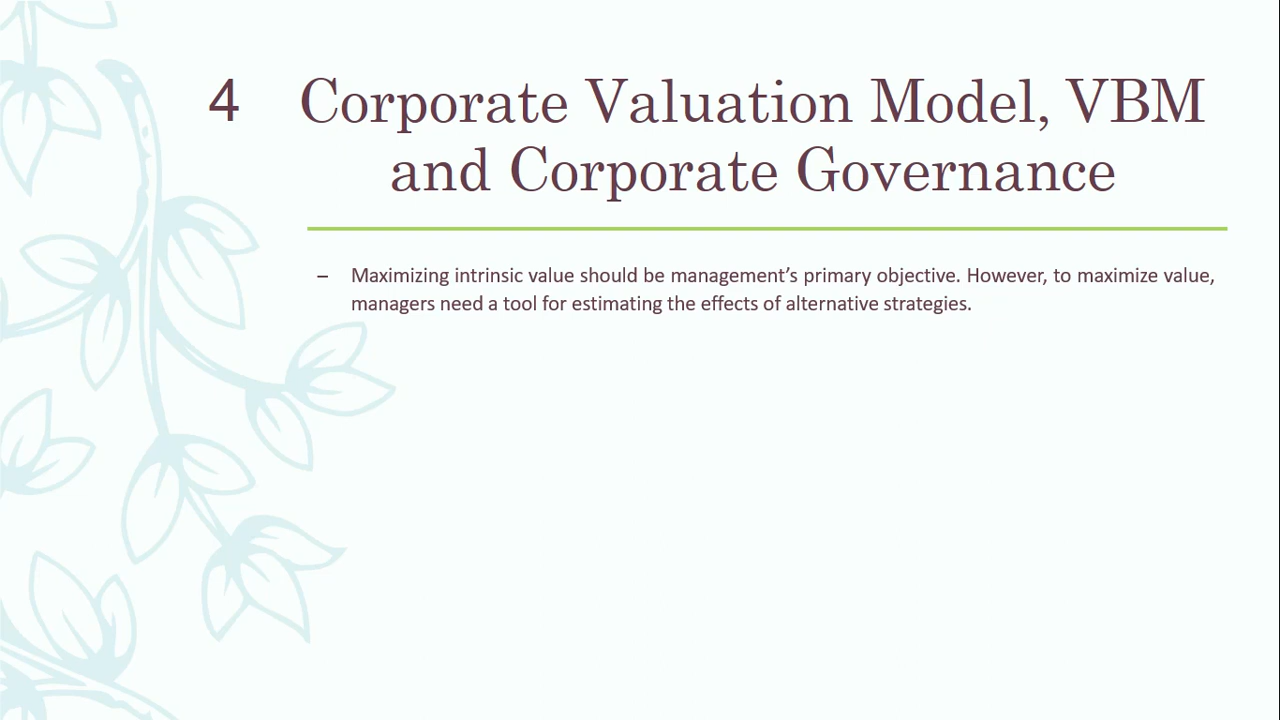 4 Corporate Valuation Model, VBM
and Corporate Governance
– Maximizing intrinsic value should be management’s primary objective. However, to maximize value,
managers need a tool for estimating the effects of alternative strategies.